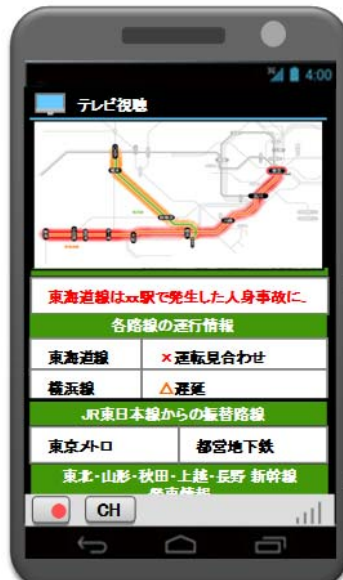 4:00
テレビ視聴
東海道線はxx駅で発生した人身事故に..
各路線の運行情報
東海道線 ×運転見合わせ
横浜線 △遅延
JR東日本線からの振替路線
東京メトロ 都営地下鉄
東北・山形・秋田・上越・長野 新幹線
発車情報
CH